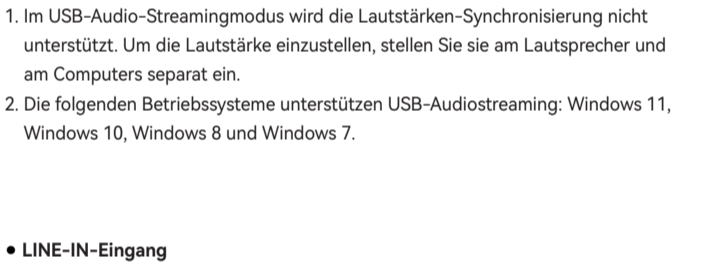 1. Im USB-Audio-Streamingmodus wird die Lautstärken-Synchronisierung nicht
unterstützt. Um die Lautstärke einzustellen, stellen Sie sie am Lautsprecher und
am Computers separat ein.
2. Die folgenden Betriebssysteme unterstützen USB-Audiostreaming: Windows 11,
Windows 10, Windows 8 und Windows 7.
• LINE-IN-Eingang